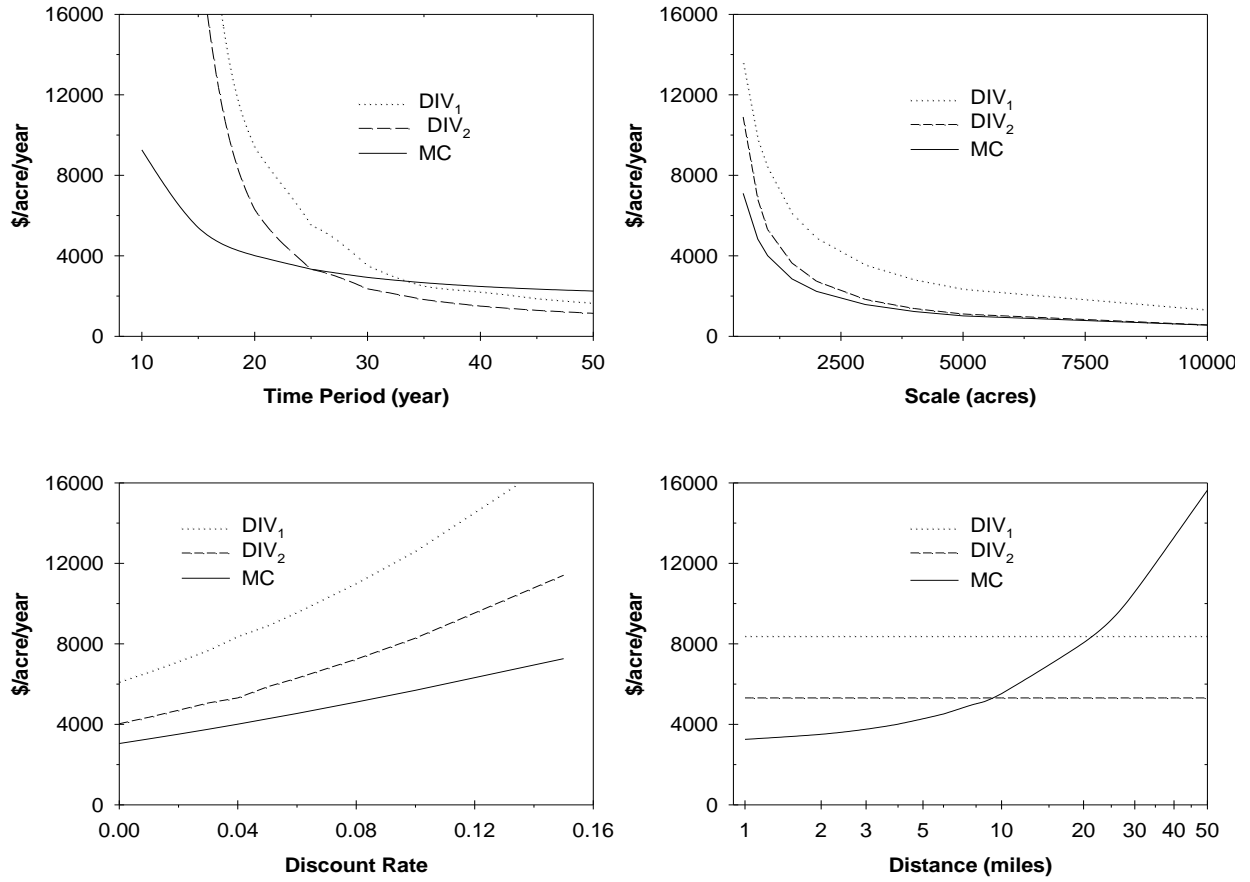 $/acre/year
16000
12000
8000
4000
0
DIV1
DIV2
MC
10 20 30 40 50
Time Period (year)
$/acre/year
16000
12000
8000
4000
0
DIV1
DIV2
MC
2500 5000 7500 10000
Scale (acres)
$/acre/year
16000
12000
8000
4000
0
DIV1
DIV2
MC
0.00 0.04 0.08 0.12 0.16
Discount Rate
$/acre/year
16000
12000
8000
4000
0
DIV1
DIV2
MC
1 2 3 5 10 20 30 40 50
Distance (miles)